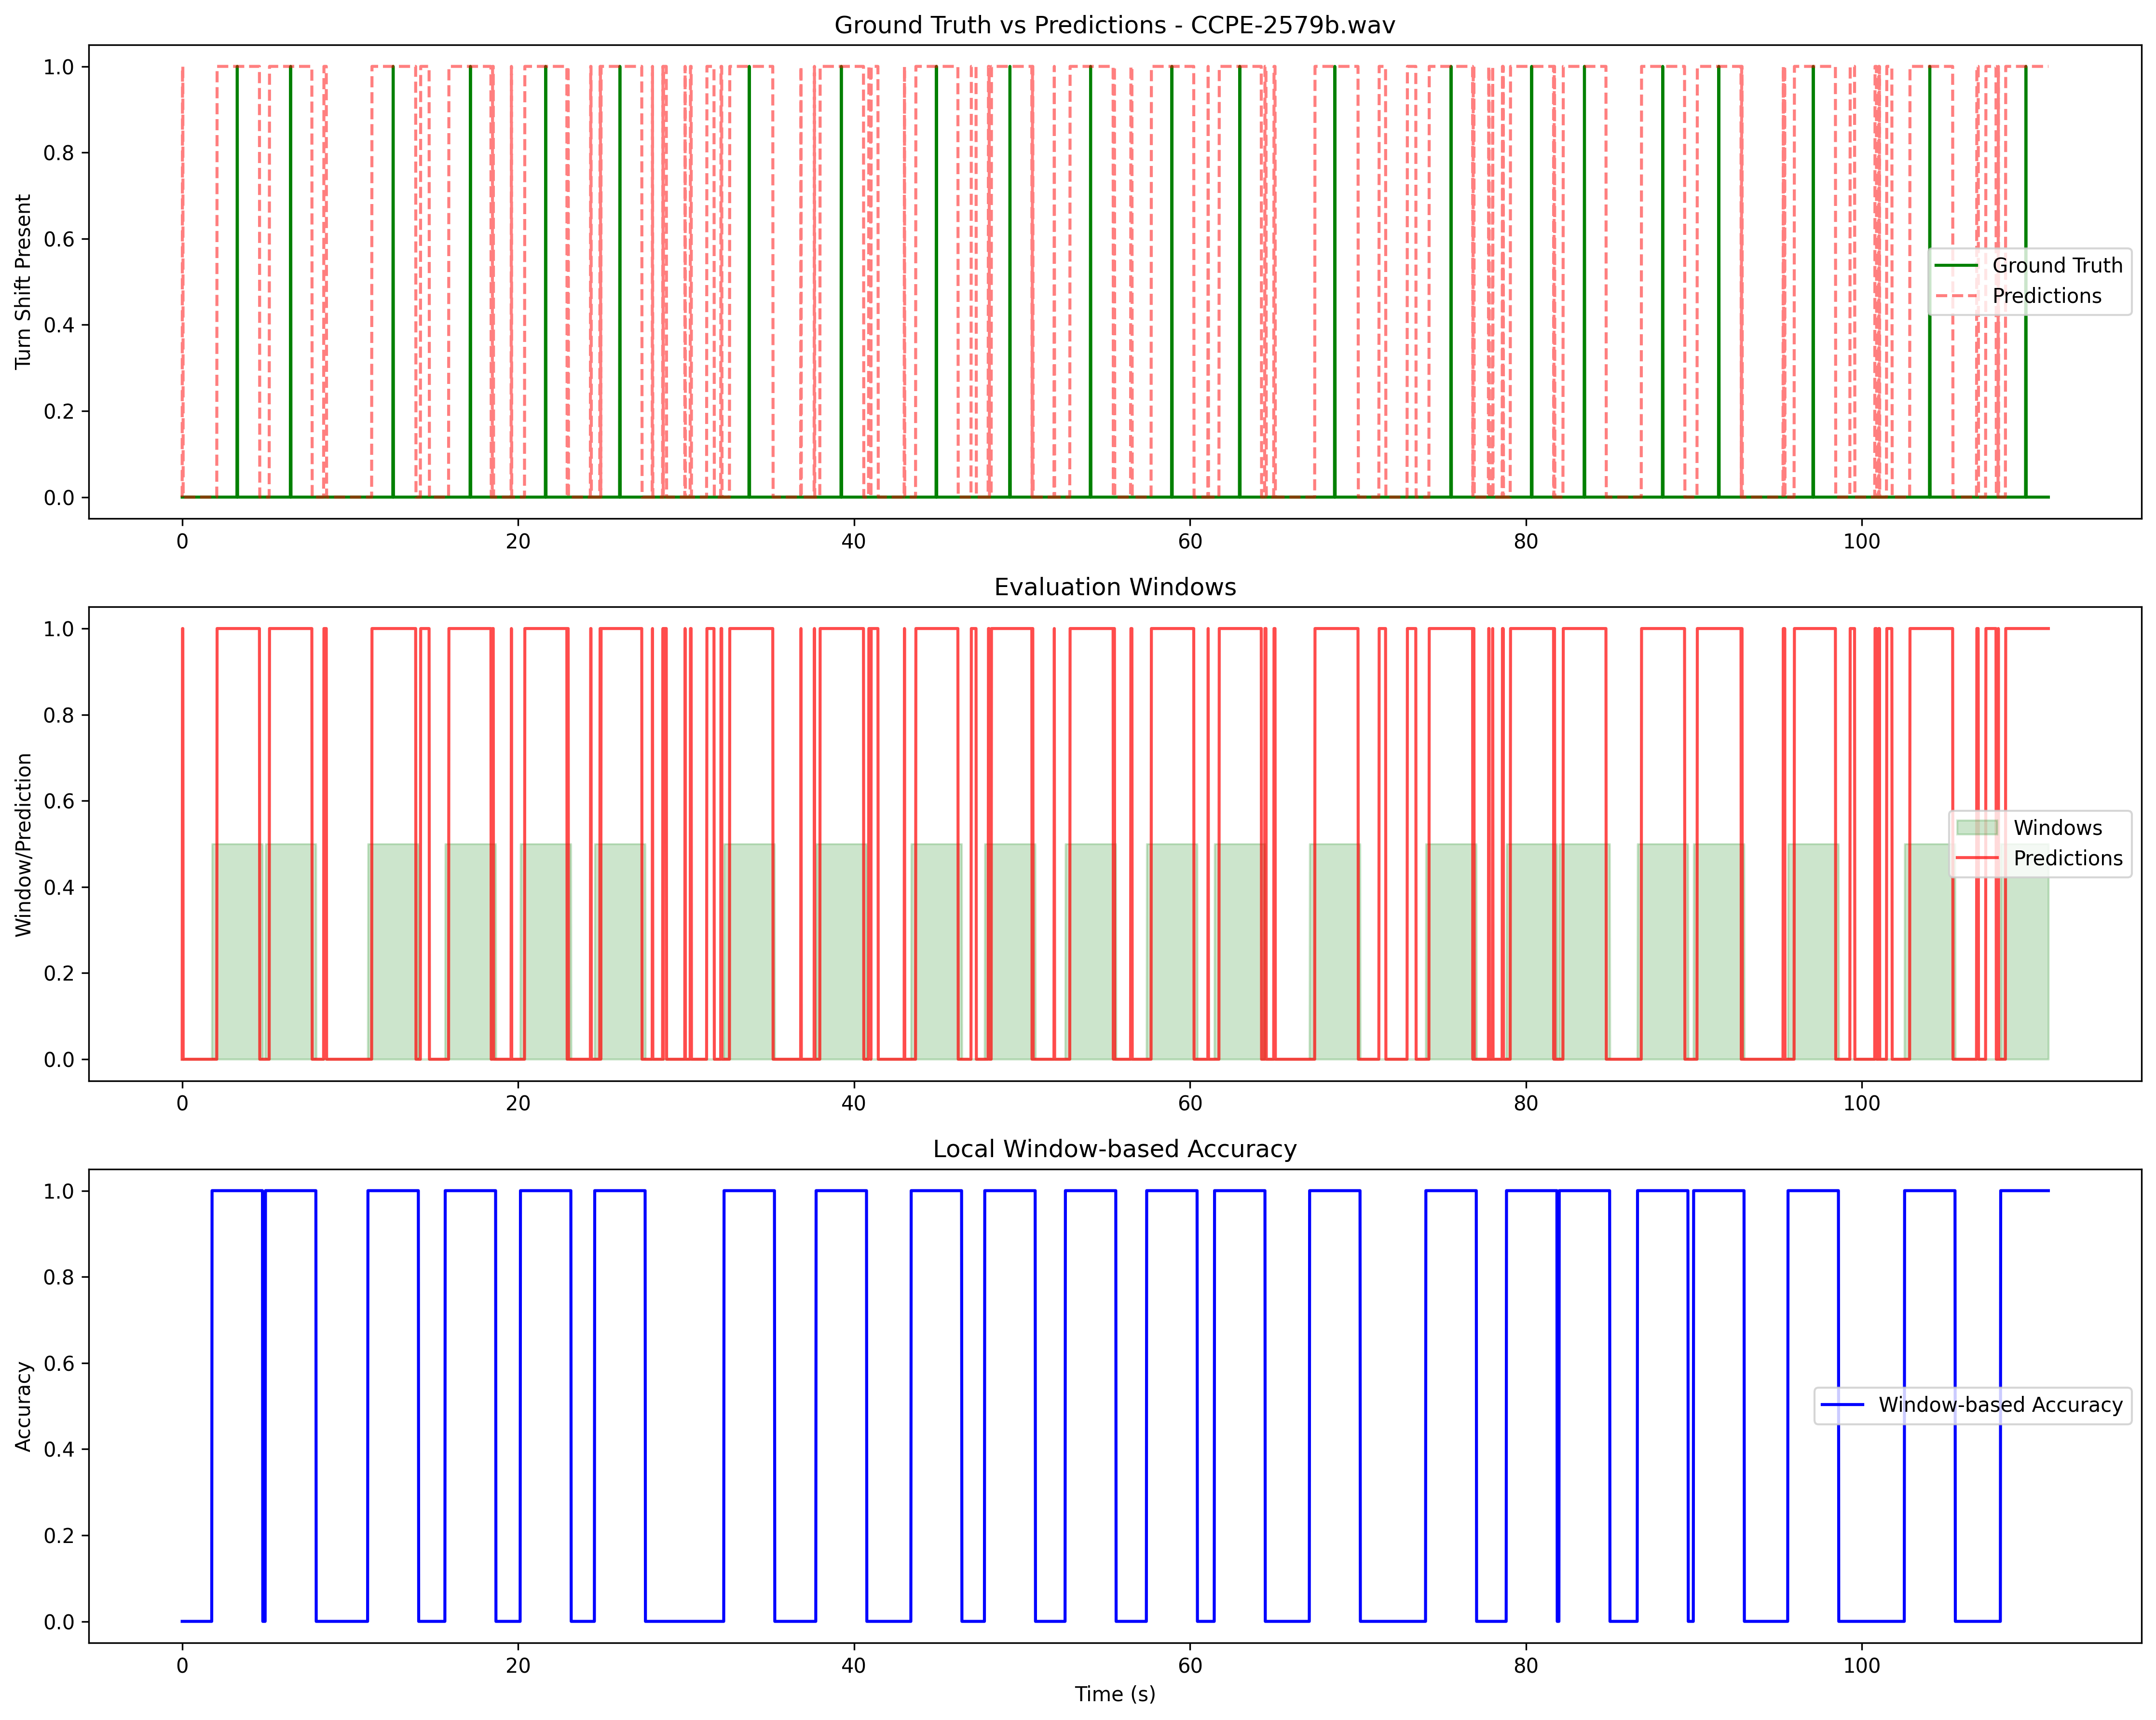 Ground Truth vs Predictions - CCPE-2579b.wav
1.0
0.8
0.6
0.4
0.2
0.0
Turn Shift Present
Ground Truth
Predictions
0 20 40 60 80 100
Evaluation Windows
1.0
0.8
0.6
0.4
0.2
0.0
Window/Prediction
Windows
Predictions
0 20 40 60 80 100
Local Window-based Accuracy
1.0
0.8
0.6
0.4
0.2
0.0
Accuracy
Window-based Accuracy
0 20 40 60 80 100
Time (s)